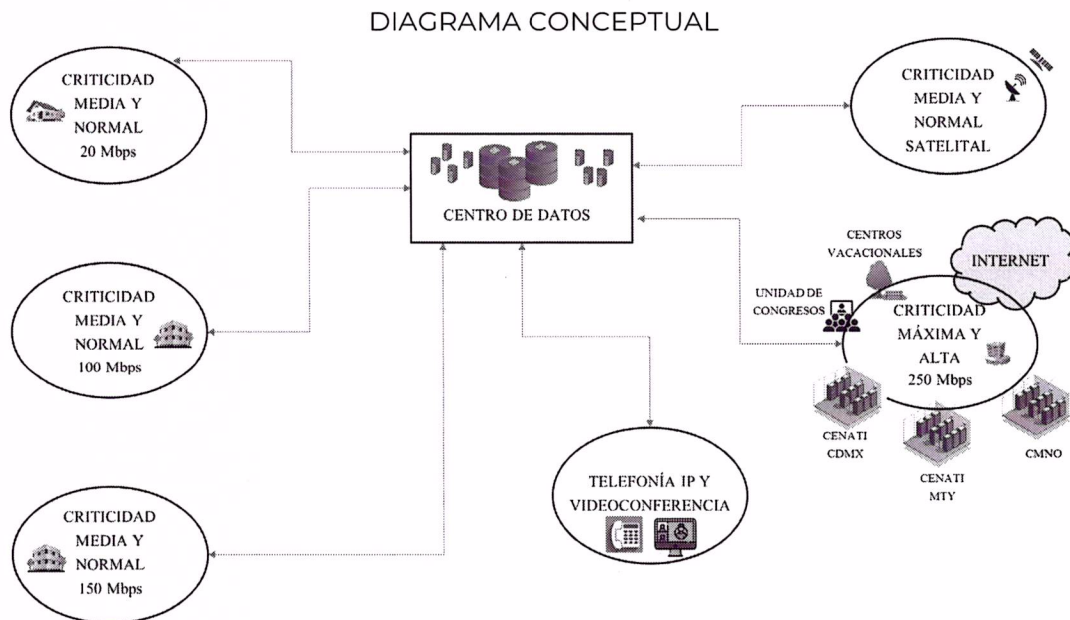 DIAGRAMA CONCEPTUAL
CRITICIDAD
MEDIA Y
NORMAL
20 Mbps
CRITICIDAD
MEDIA Y
NORMAL
SATELITAL
CENTRO DE DATOS
CENTROS
VACACIONALES
INTERNET
UNIDAD DE
CONGRESOS
CRITICIDAD
MÁXIMA Y
ALTA
250 Mbps
CENATI
CDMX
CENATI
MTY
CMNO
CRITICIDAD
MEDIA Y
NORMAL
100 Mbps
TELEFONÍA IP Y
VIDEOCONFERENCIA
CRITICIDAD
MEDIA Y
NORMAL
150 Mbps